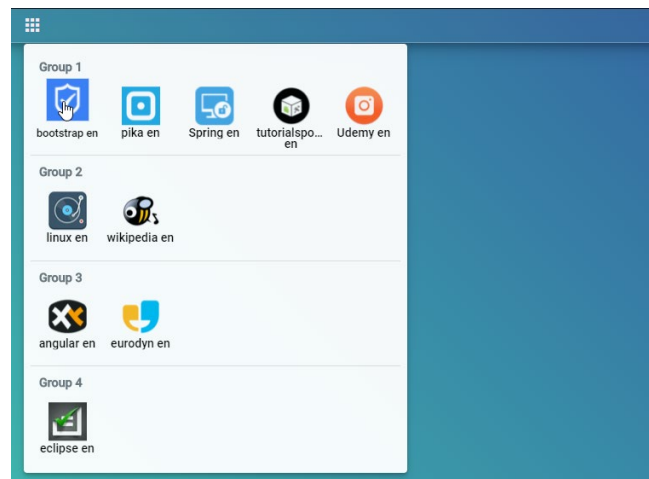 Group 1
bootstrap en
pika en
Spring en
tutorialspo...
en
Udemy en
Group 2
linux en
wikipedia en
Group 3
angular en
eurodyn en
Group 4
eclipse en